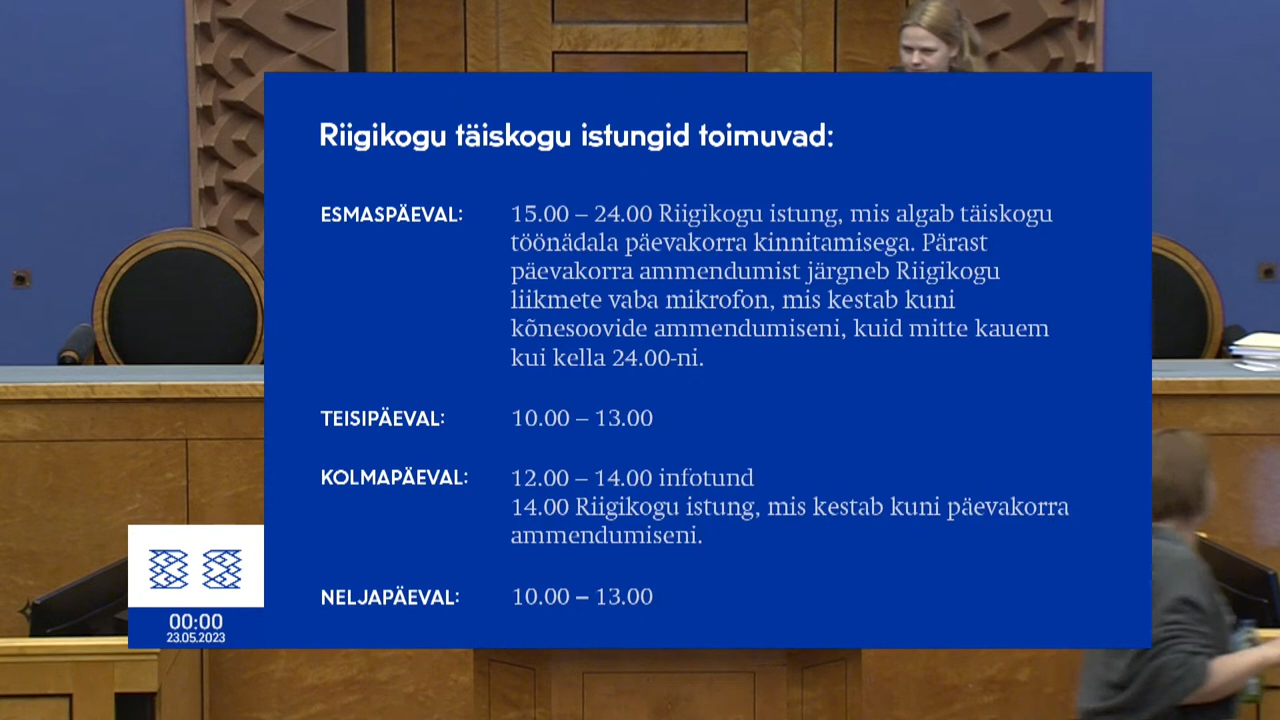 Riigikogu täiskogu istungid toimuvad:
ESMASPÄEVAL:
15.00 – 24.00 Riigikogu istung, mis algab täiskogu
töönädala päevakorra kinnitamisega. Pärast
päevakorra ammendumist järgneb Riigikogu
liikmete vaba mikrofon, mis kestab kuni
kõnesoovide ammendumiseni, kuid mitte kauem
kui kella 24.00-ni.
TEISIPÄEVAL:
10.00 – 13.00
KOLMAPÄEVAL:
12.00 – 14.00 infotund
14.00 Riigikogu istung, mis kestab kuni päevakorra
ammendumiseni.
NELJAPÄEVAL:
10.00 – 13.00
00:00
23.05.2023